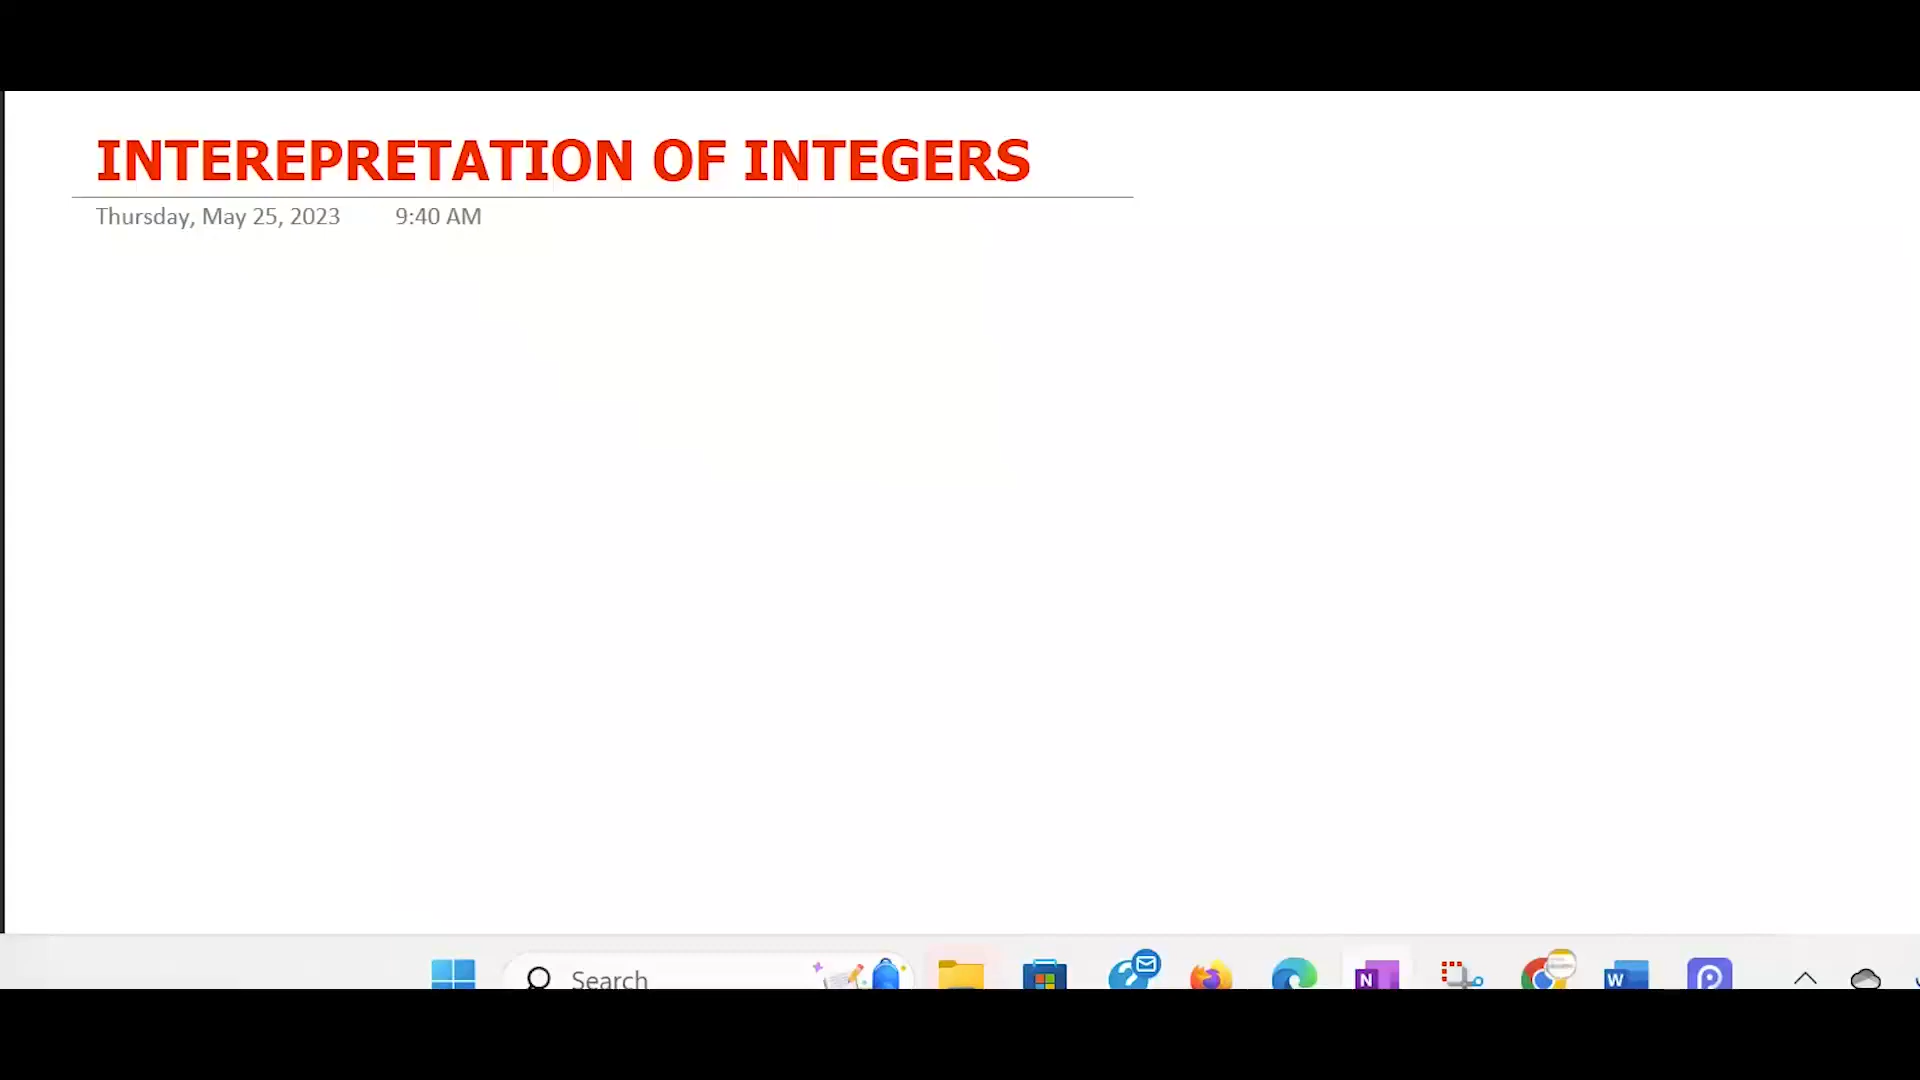 INTEREPRETATION OF INTEGERS
Thursday, May 25, 2023 9:40 AM
Search